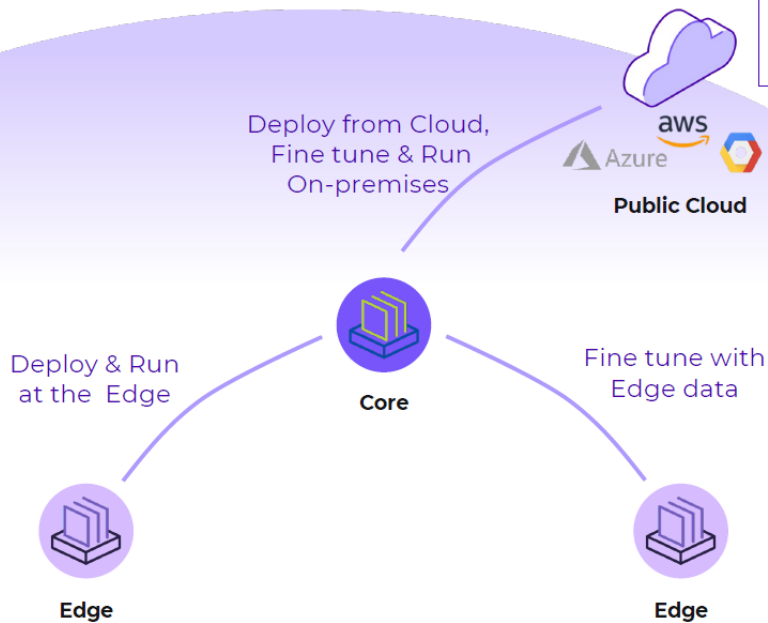 Deploy from Cloud,
Fine tune & Run
On-premises
aws
Azure
Public Cloud
Deploy & Run
at the Edge
Core
Fine tune with
Edge data
Edge
Edge